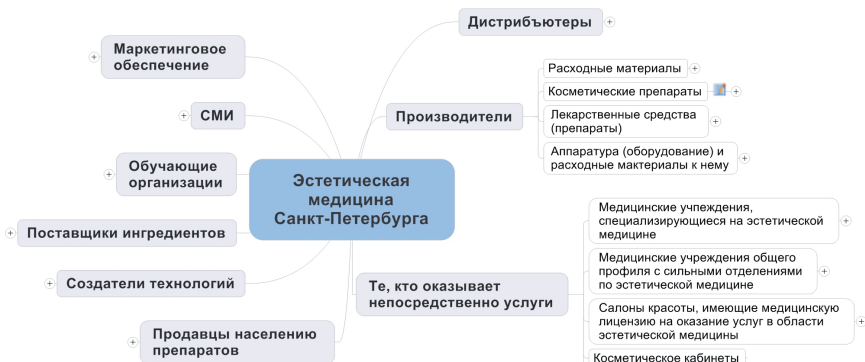 Дистрибъютеры
Маркетинговое
обеспечение
СМИ
Обучающие
организации
Поставщики ингредиентов
Создатели технологий
Продавцы населению
препаратов
Эстетическая
медицина
Санкт-Петербурга
Производители
Расходные материалы
Косметические препараты
Лекарственные средства
(препараты)
Аппаратура (оборудование) и
расходные мактериалы к нему
Те, кто оказывает
непосредственно услуги
Медицинские учпеждения,
специализирующиеся на эстетической
медицине
Медицинские учреждения общего
профиля с сильными отделениями
по эстетической медицине
Салоны красоты, имеющие медицинскую
лицензию на оказание услуг в области
эстетической медицины
Косметическое кабинеты